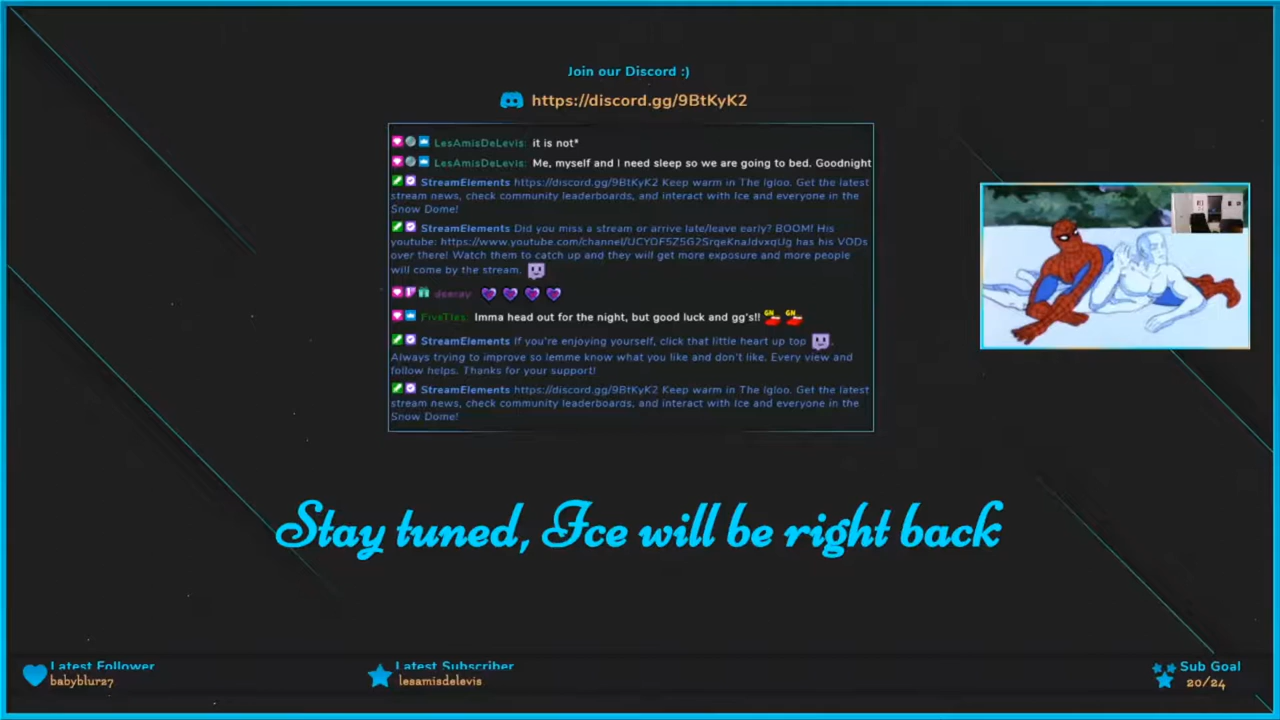 Join our Discord :)
https://discord.gg/9BtKyK2
LesAmisDeLevis: it is not*
LesAmisDeLevis: Me, myself and I need sleep so we are going to bed. Goodnight
StreamElements https://discord.gg/9BtKyK2 Keep warm in The Igloo. Get the latest
stream news, check community leaderboards, and interact with Ice and everyone in the
Snow Dome!
StreamElements Did you miss a stream or arrive late/leave early? BOOM! His
youtube: has his VODs
over there! Watch them to catch up and they will get more exposure and more people
will come by the stream.
FiveTles: Imma head out for the night, but good luck and gg's!! GN GN
StreamElements If you're enjoying yourself, click that little heart up top
Always trying to improve so lemme know what you like and don't like. Every view and
follow helps. Thanks for your support!
StreamElements https://discord.gg/9BtKyK2 Keep warm in The Igloo. Get the latest
stream news, check community leaderboards, and interact with Ice and everyone in the
Snow Dome!
Stay tuned, Ice will be right back
Latest Follower
babyblur27
Latest Subscriber
lesamisdelevis
Sub Goal
20/24